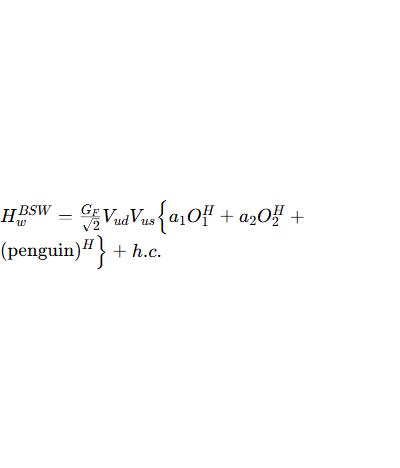 $H_w^{BSW} = \frac{G_F}{\sqrt{2}} V_{ud} V_{us} \Big\{ a_1 O_1^H + a_2 O_2^H +$
$(\text{penguin})^H \Big\} + h.c.$